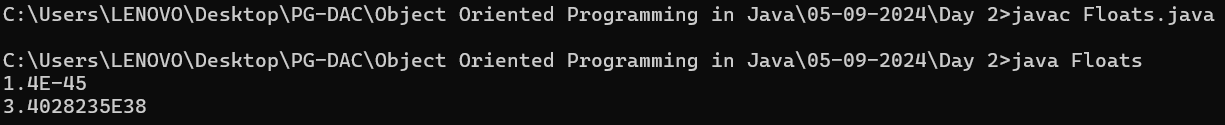 C:\Users\LENOVO\Desktop\PG-DAC\Object Oriented Programming in Java\05-09-2024\Day 2>javac Floats.java
C:\Users\LENOVO\Desktop\PG-DAC\Object Oriented Programming in Java\05-09-2024\Day 2>java Floats
1.4E-45
3.4028235E38